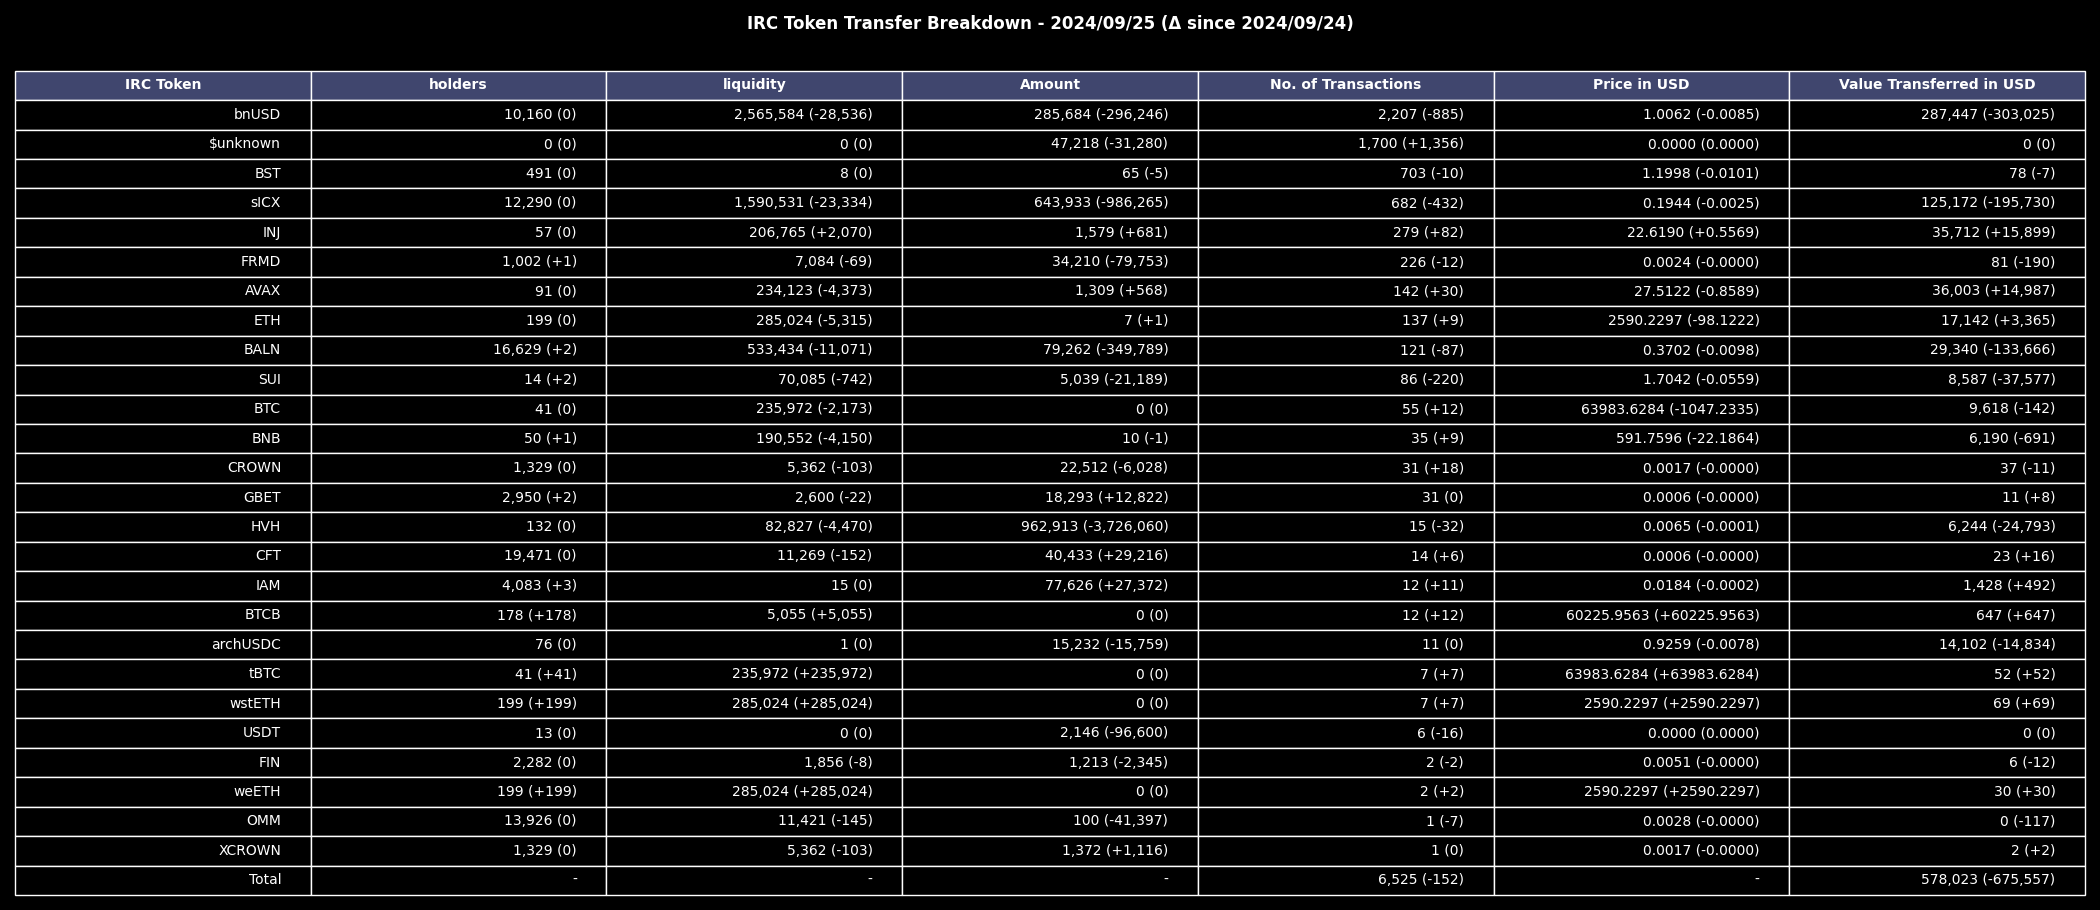 IRC Token Transfer Breakdown - 2024/09/25 (Δ since 2024/09/24)
IRC Token holders liquidity Amount No. of Transactions Price in USD Value Transferred in USD
bnUSD 10,160 (0) 2,565,584 (-28,536) 285,684 (-296,246) 2,207 (-885) 1.0062 (-0.0085) 287,447 (-303,025)
$unknown 0 (0) 0 (0) 47,218 (-31,280) 1,700 (+1,356) 0.0000 (0.0000) 0 (0)
BST 491 (0) 8 (0) 65 (-5) 703 (-10) 1.1998 (-0.0101) 78 (-7)
sICX 12,290 (0) 1,590,531 (-23,334) 643,933 (-986,265) 682 (-432) 0.1944 (-0.0025) 125,172 (-195,730)
INJ 57 (0) 206,765 (+2,070) 1,579 (+681) 279 (+82) 22.6190 (+0.5569) 35,712 (+15,899)
FRMD 1,002 (+1) 7,084 (-69) 34,210 (-79,753) 226 (-12) 0.0024 (-0.0000) 81 (-190)
AVAX 91 (0) 234,123 (-4,373) 1,309 (+568) 142 (+30) 27.5122 (-0.8589) 36,003 (+14,987)
ETH 199 (0) 285,024 (-5,315) 7 (+1) 137 (+9) 2590.2297 (-98.1222) 17,142 (+3,365)
BALN 16,629 (+2) 533,434 (-11,071) 79,262 (-349,789) 121 (-87) 0.3702 (-0.0098) 29,340 (-133,666)
SUI 14 (+2) 70,085 (-742) 5,039 (-21,189) 86 (-220) 1.7042 (-0.0559) 8,587 (-37,577)
BTC 41 (0) 235,972 (-2,173) 0 (0) 55 (+12) 63983.6284 (-1047.2335) 9,618 (-142)
BNB 50 (+1) 190,552 (-4,150) 10 (-1) 35 (+9) 591.7596 (-22.1864) 6,190 (-691)
CROWN 1,329 (0) 5,362 (-103) 22,512 (-6,028) 31 (+18) 0.0017 (-0.0000) 37 (-11)
GBET 2,950 (+2) 2,600 (-22) 18,293 (+12,822) 31 (0) 0.0006 (-0.0000) 11 (+8)
HVH 132 (0) 82,827 (-4,470) 962,913 (-3,726,060) 15 (-32) 0.0065 (-0.0001) 6,244 (-24,793)
CFT 19,471 (0) 11,269 (-152) 40,433 (+29,216) 14 (+6) 0.0006 (-0.0000) 23 (+16)
IAM 4,083 (+3) 15 (0) 77,626 (+27,372) 12 (+11) 0.0184 (-0.0002) 1,428 (+492)
BTCB 178 (+178) 5,055 (+5,055) 0 (0) 12 (+12) 60225.9563 (+60225.9563) 647 (+647)
archUSDC 76 (0) 1 (0) 15,232 (-15,759) 11 (0) 0.9259 (-0.0078) 14,102 (-14,834)
tBTC 41 (+41) 235,972 (+235,972) 0 (0) 7 (+7) 63983.6284 (+63983.6284) 52 (+52)
wstETH 199 (+199) 285,024 (+285,024) 0 (0) 7 (+7) 2590.2297 (+2590.2297) 69 (+69)
USDT 13 (0) 0 (0) 2,146 (-96,600) 6 (-16) 0.0000 (0.0000) 0 (0)
FIN 2,282 (0) 1,856 (-8) 1,213 (-2,345) 2 (-2) 0.0051 (-0.0000) 6 (-12)
weETH 199 (+199) 285,024 (+285,024) 0 (0) 2 (+2) 2590.2297 (+2590.2297) 30 (+30)
OMM 13,926 (0) 11,421 (-145) 100 (-41,397) 1 (-7) 0.0028 (-0.0000) 0 (-117)
XCROWN 1,329 (0) 5,362 (-103) 1,372 (+1,116) 1 (0) 0.0017 (-0.0000) 2 (+2)
Total - - - 6,525 (-152) - 578,023 (-675,557)